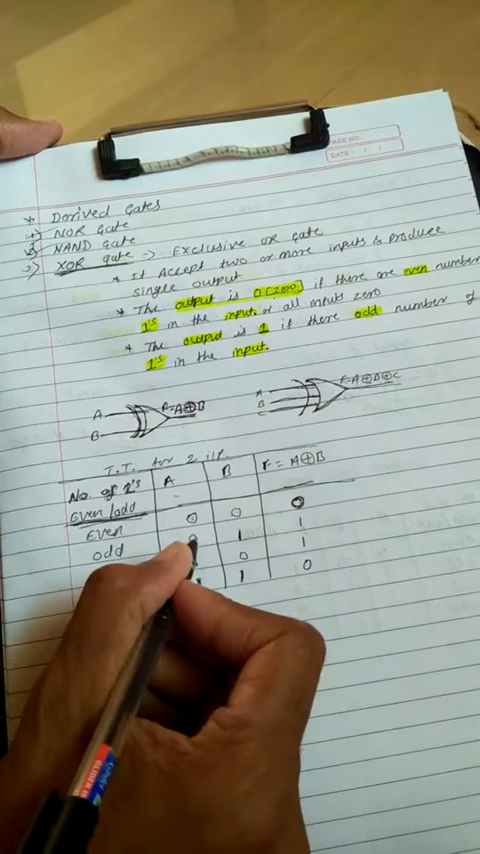 PAGE NO.:
DATE: / /
* Derived Gates
1) NOR Gate
2) NAND Gate
3) XOR gate -> Exclusive OR Gate
* It Accept two or more inputs & produce
single output
* The output is 0 (zero) if there are even number
1's in the input or all inputs zero
* The output is 1 if there odd number of
1's in the input.
A B F=A⊕B
A B C F=A⊕B⊕C
T.T. for 2 i/p.
No. of 1's A B F = A⊕B
Even/odd
Even 0 0 0
odd 0 1 1
0 1
1 0